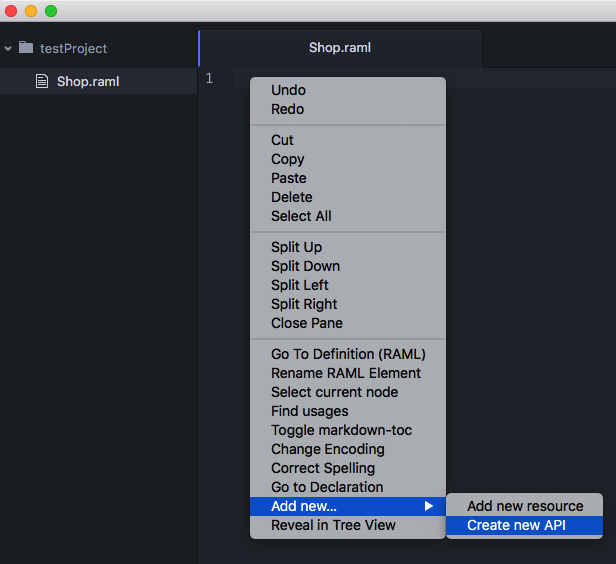 testProject
Shop.raml
Shop.raml
1
Undo
Redo
Cut
Copy
Paste
Delete
Select All
Split Up
Split Down
Split Left
Split Right
Close Pane
Go To Definition (RAML)
Rename RAML Element
Select current node
Find usages
Toggle markdown-toc
Change Encoding
Correct Spelling
Go to Declaration
Add new...
Reveal in Tree View
Add new resource
Create new API